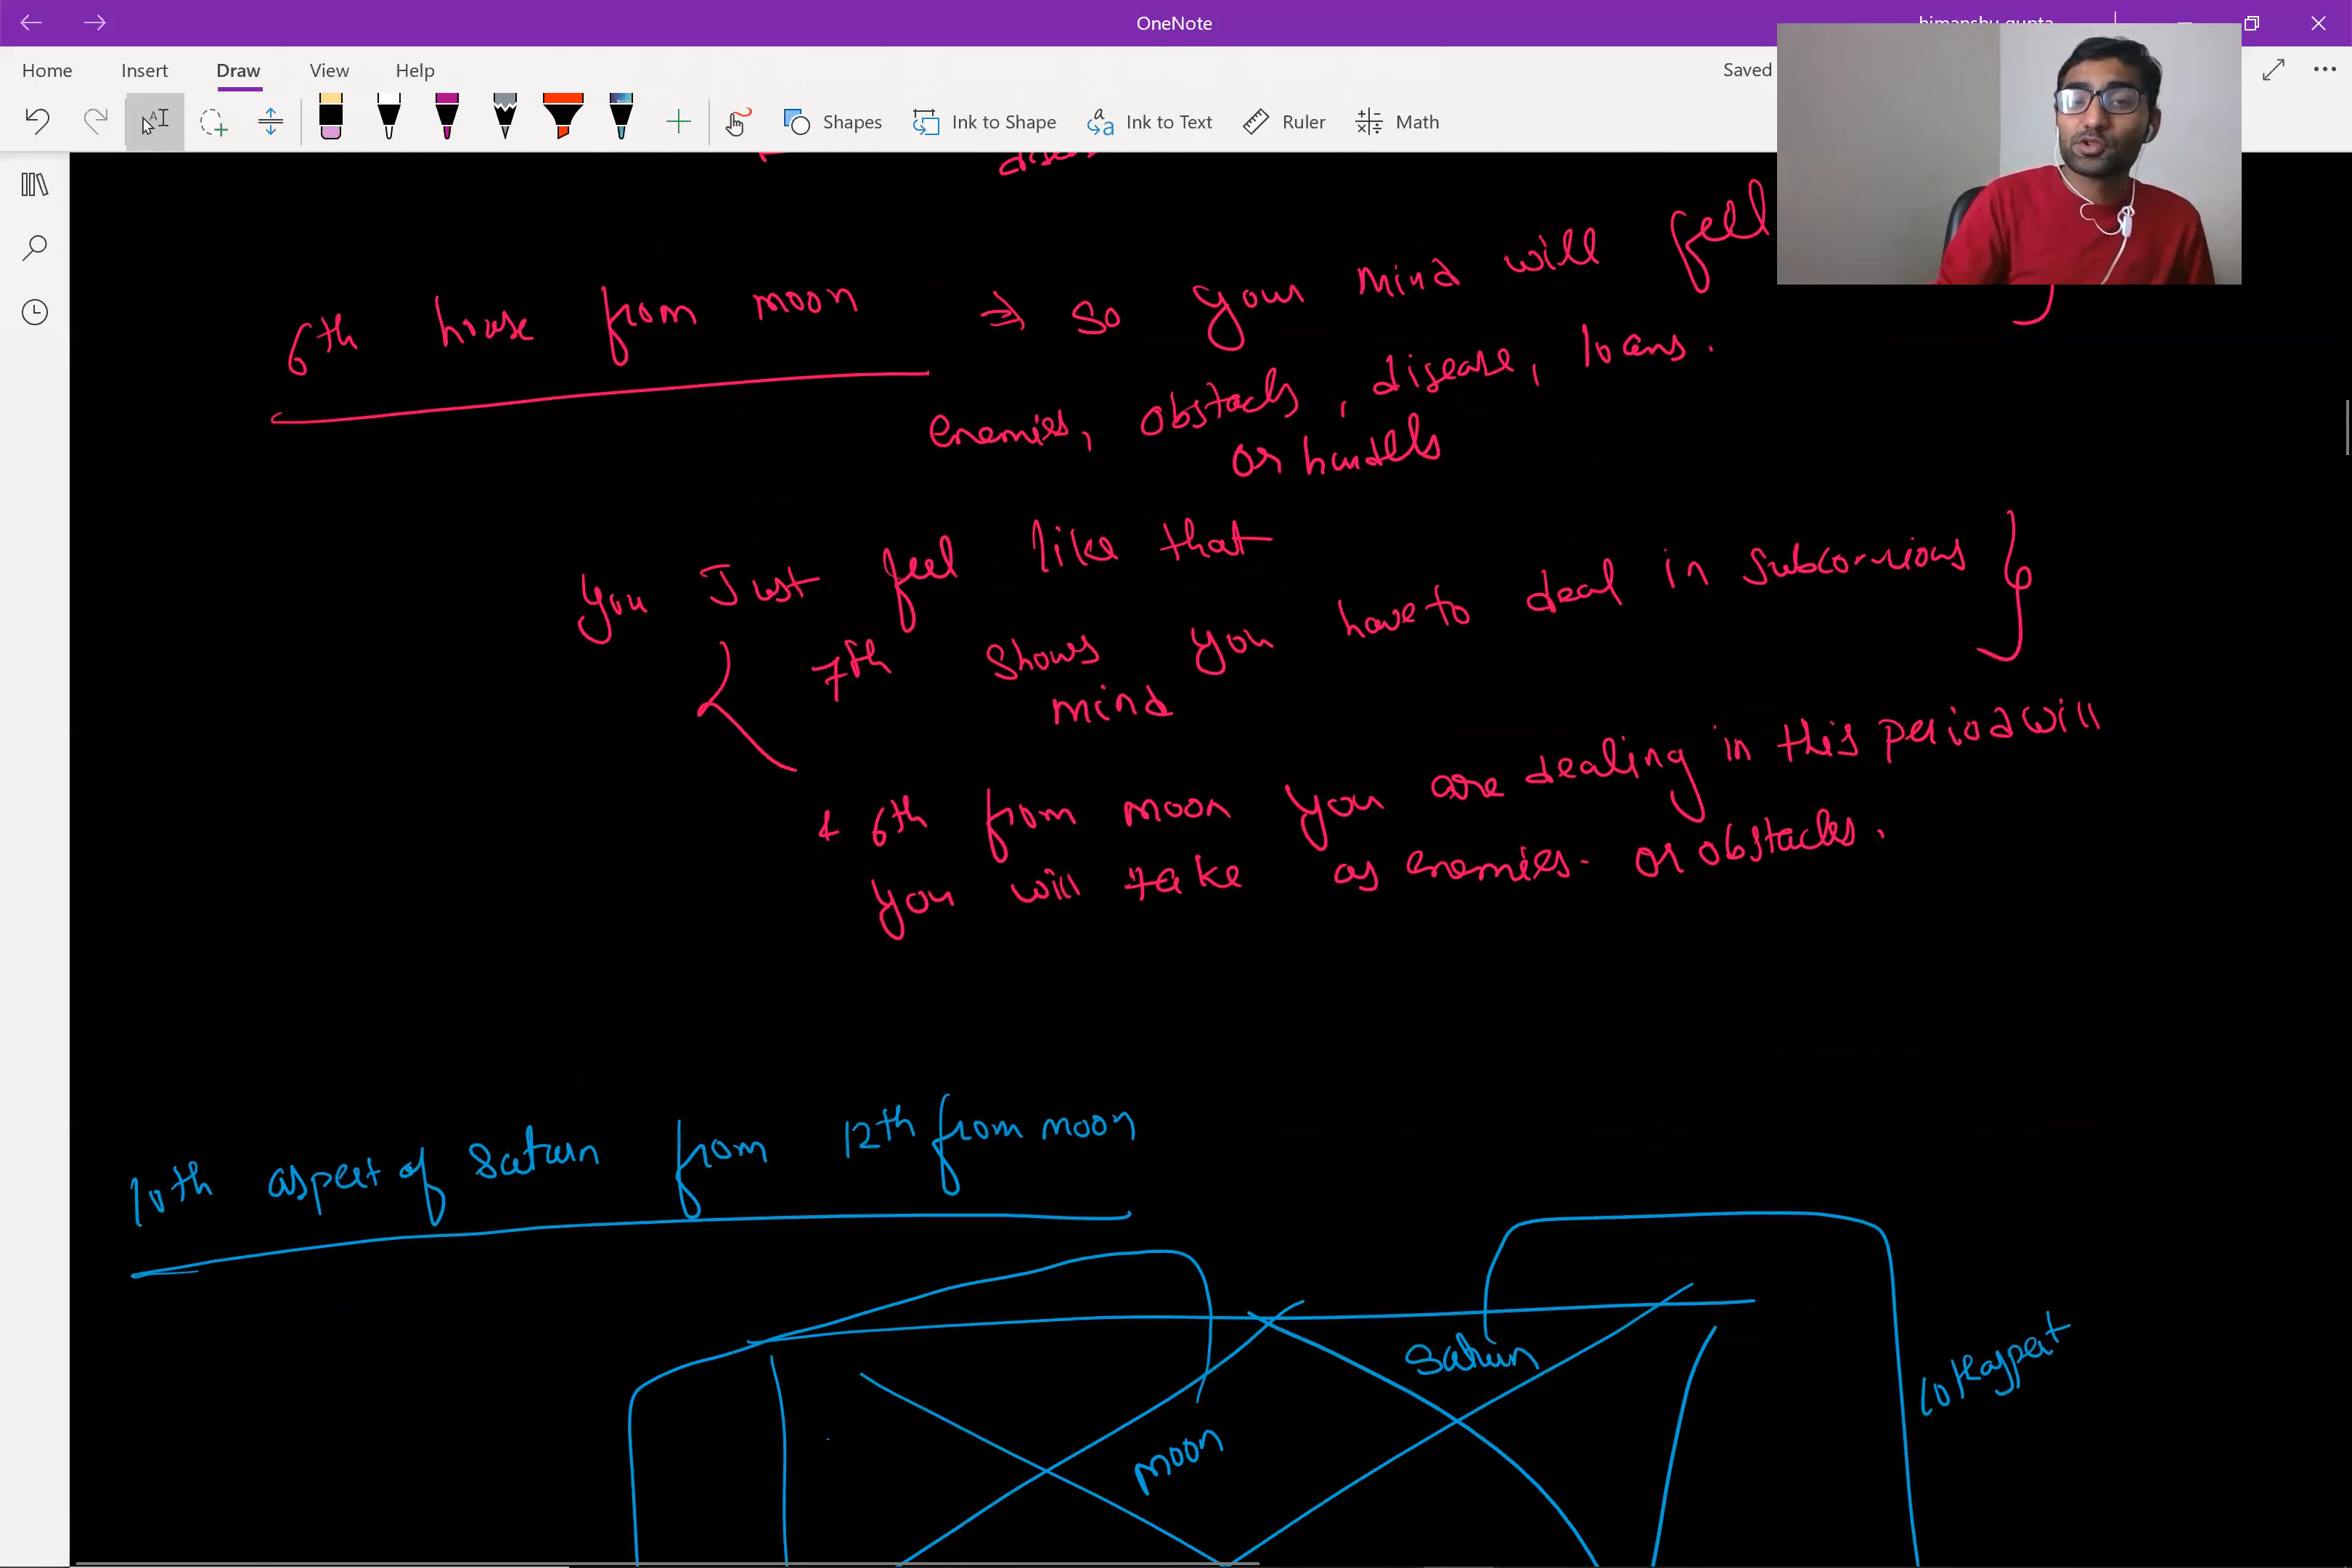 OneNote
himanshu gupta
Home Insert Draw View Help
Saved
Shapes Ink to Shape Ink to Text Ruler Math
6th house from moon ⇒ So your mind will feel
enemies, obstacls, disease, loans.
or
you Just feel like that
7th shows you have to deal in
mind
& 6th from moon you are dealing in this period will
you will take as enemies. or obstacles.
10th aspect of Saturn from 12th from moon
Saturn
10th aspect
moon